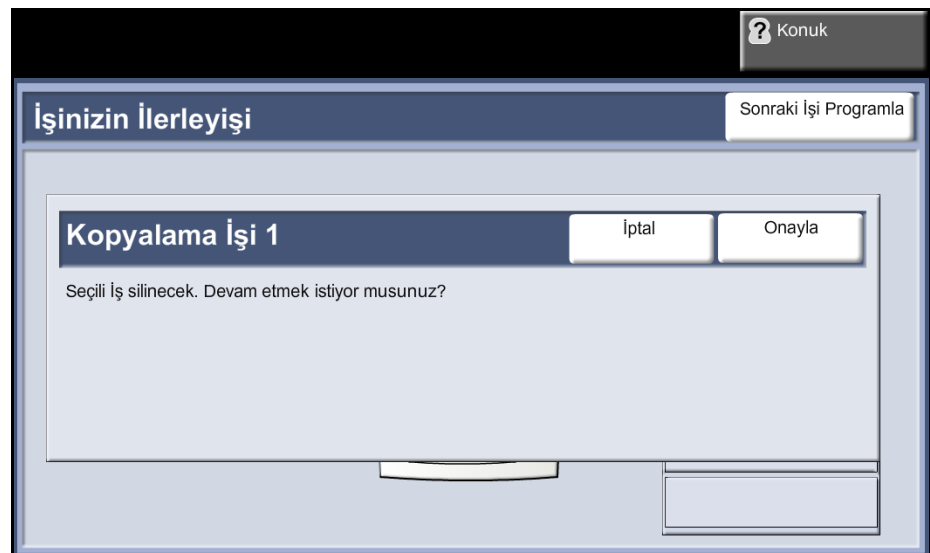 Konuk
İşinizin İlerleyişi
Sonraki İşi Programla
Kopyalama İşi 1
İptal
Onayla
Seçili İş silinecek. Devam etmek istiyor musunuz?